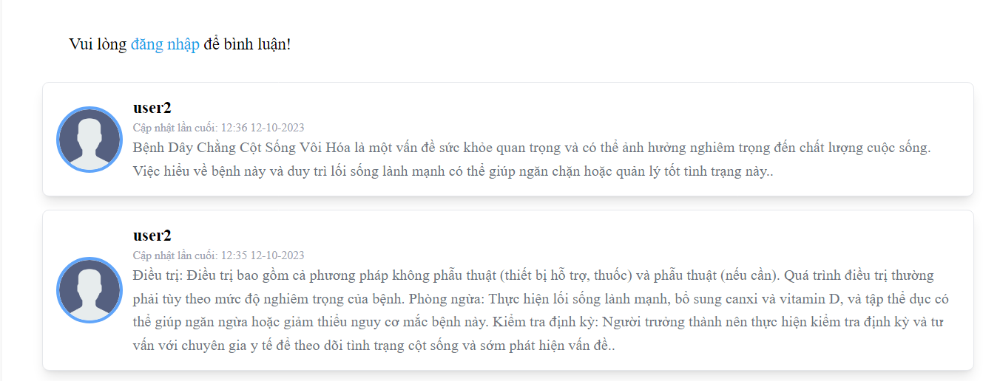 Vui lòng đăng nhập để bình luận!
user2
Cập nhật lần cuối: 12:36 12-10-2023
Bệnh Dây Chằng Cột Sống Vôi Hóa là một vấn đề sức khỏe quan trọng và có thể ảnh hưởng nghiêm trọng đến chất lượng cuộc sống.
Việc hiểu về bệnh này và duy trì lối sống lành mạnh có thể giúp ngăn chặn hoặc quản lý tốt tình trạng này..
user2
Cập nhật lần cuối: 12:35 12-10-2023
Điều trị: Điều trị bao gồm cả phương pháp không phẫu thuật (thiết bị hỗ trợ, thuốc) và phẫu thuật (nếu cần). Quá trình điều trị thường
phải tùy theo mức độ nghiêm trọng của bệnh. Phòng ngừa: Thực hiện lối sống lành mạnh, bổ sung canxi và vitamin D, và tập thể dục có
thể giúp ngăn ngừa hoặc giảm thiểu nguy cơ mắc bệnh này. Kiểm tra định kỳ: Người trưởng thành nên thực hiện kiểm tra định kỳ và tư
vấn với chuyên gia y tế để theo dõi tình trạng cột sống và sớm phát hiện vấn đề..